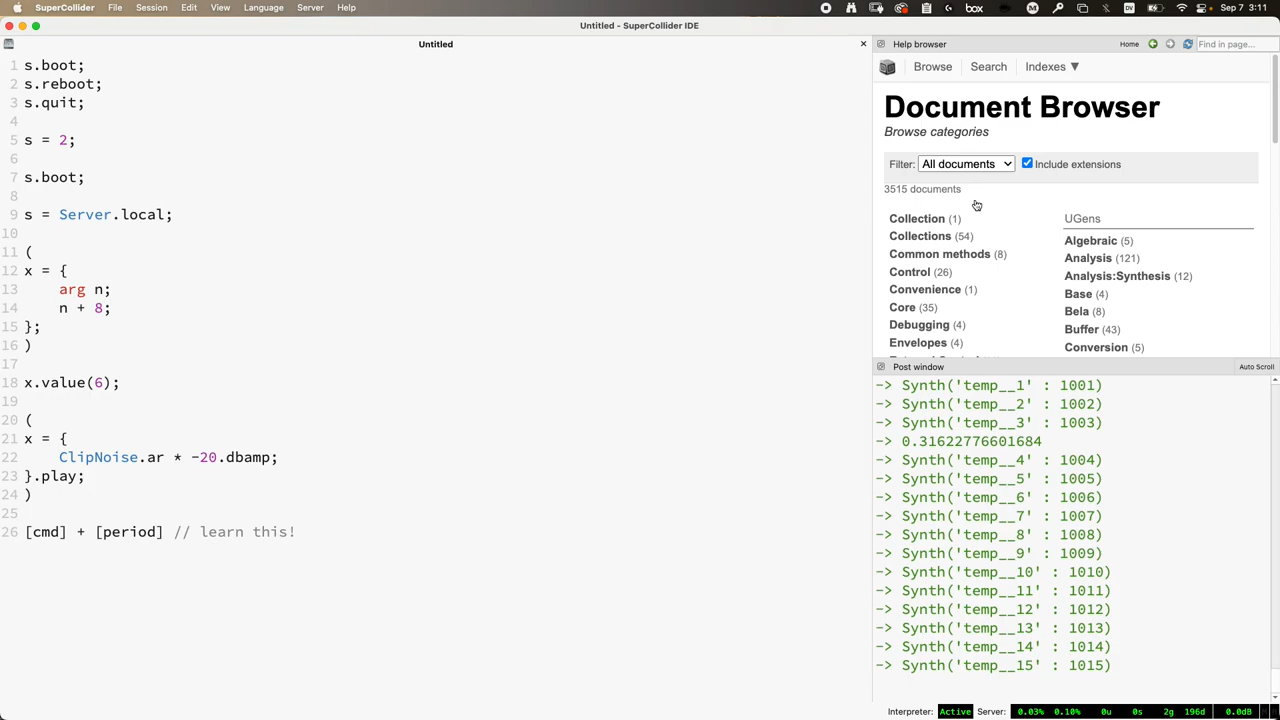 SuperCollider File Session Edit View Language Server Help box DV Sep 7 3:11
Untitled - SuperCollider IDE
Untitled
1 s.boot;
2 s.reboot;
3 s.quit;
4
5 s = 2;
6
7 s.boot;
8
9 s = Server.local;
10
11 (
12 x = {
13 arg n;
14 n + 8;
15 };
16 )
17
18 x.value(6);
19
20 (
21 x = {
22 ClipNoise.ar * -20.dbamp;
23 }.play;
24 )
25
26 [cmd] + [period] // learn this!
Help browser Home Find in page...
Browse Search Indexes ▼
Document Browser
Browse categories
Filter: All documents Include extensions
3515 documents
Collection (1)
Collections (54)
Common methods (8)
Control (26)
Convenience (1)
Core (35)
Debugging (4)
Envelopes (4)
UGens
Algebraic (5)
Analysis (121)
Analysis:Synthesis (12)
Base (4)
Bela (8)
Buffer (43)
Conversion (5)
Post window Auto Scroll
-> Synth('temp__1' : 1001)
-> Synth('temp__2' : 1002)
-> Synth('temp__3' : 1003)
-> 0.31622776601684
-> Synth('temp__4' : 1004)
-> Synth('temp__5' : 1005)
-> Synth('temp__6' : 1006)
-> Synth('temp__7' : 1007)
-> Synth('temp__8' : 1008)
-> Synth('temp__9' : 1009)
-> Synth('temp__10' : 1010)
-> Synth('temp__11' : 1011)
-> Synth('temp__12' : 1012)
-> Synth('temp__13' : 1013)
-> Synth('temp__14' : 1014)
-> Synth('temp__15' : 1015)
Interpreter: Active Server: 0.03% 0.10% 0u 0s 2g 196d 0.0dB